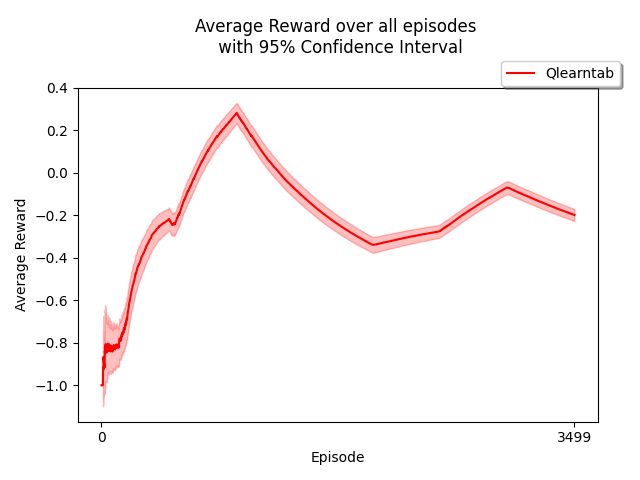 Average Reward over all episodes
with 95% Confidence Interval
Qlearntab
Average Reward
0.4
0.2
0.0
−0.2
−0.4
−0.6
−0.8
−1.0
0
3499
Episode